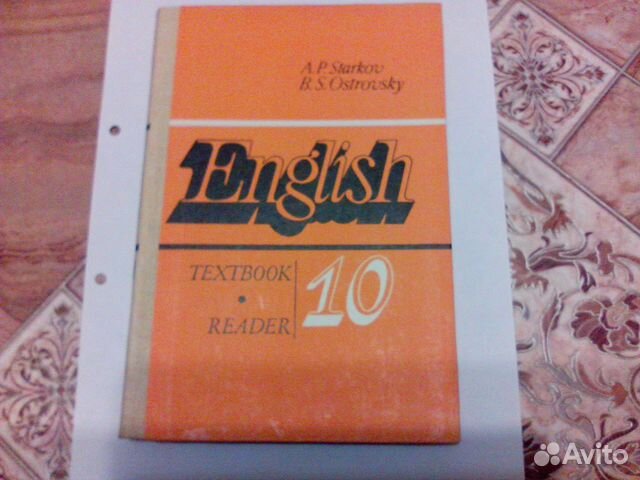 A.P. Starkov
B.S. Ostrovsky
English
TEXTBOOK
•
READER
10
Avito